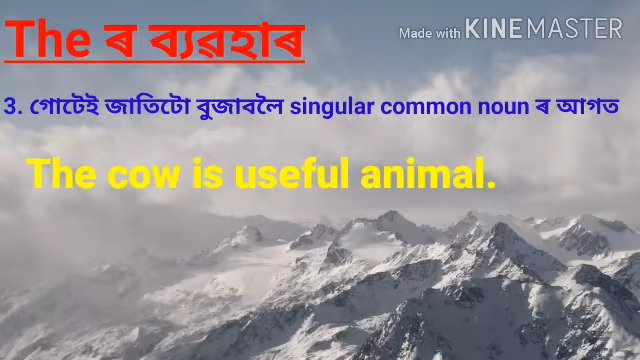 The ৰ ব্যৱহাৰ
Made with KINEMASTER
3. গোটেই জাতিটো বুজাবলৈ singular common noun ৰ আগত
The cow is useful animal.